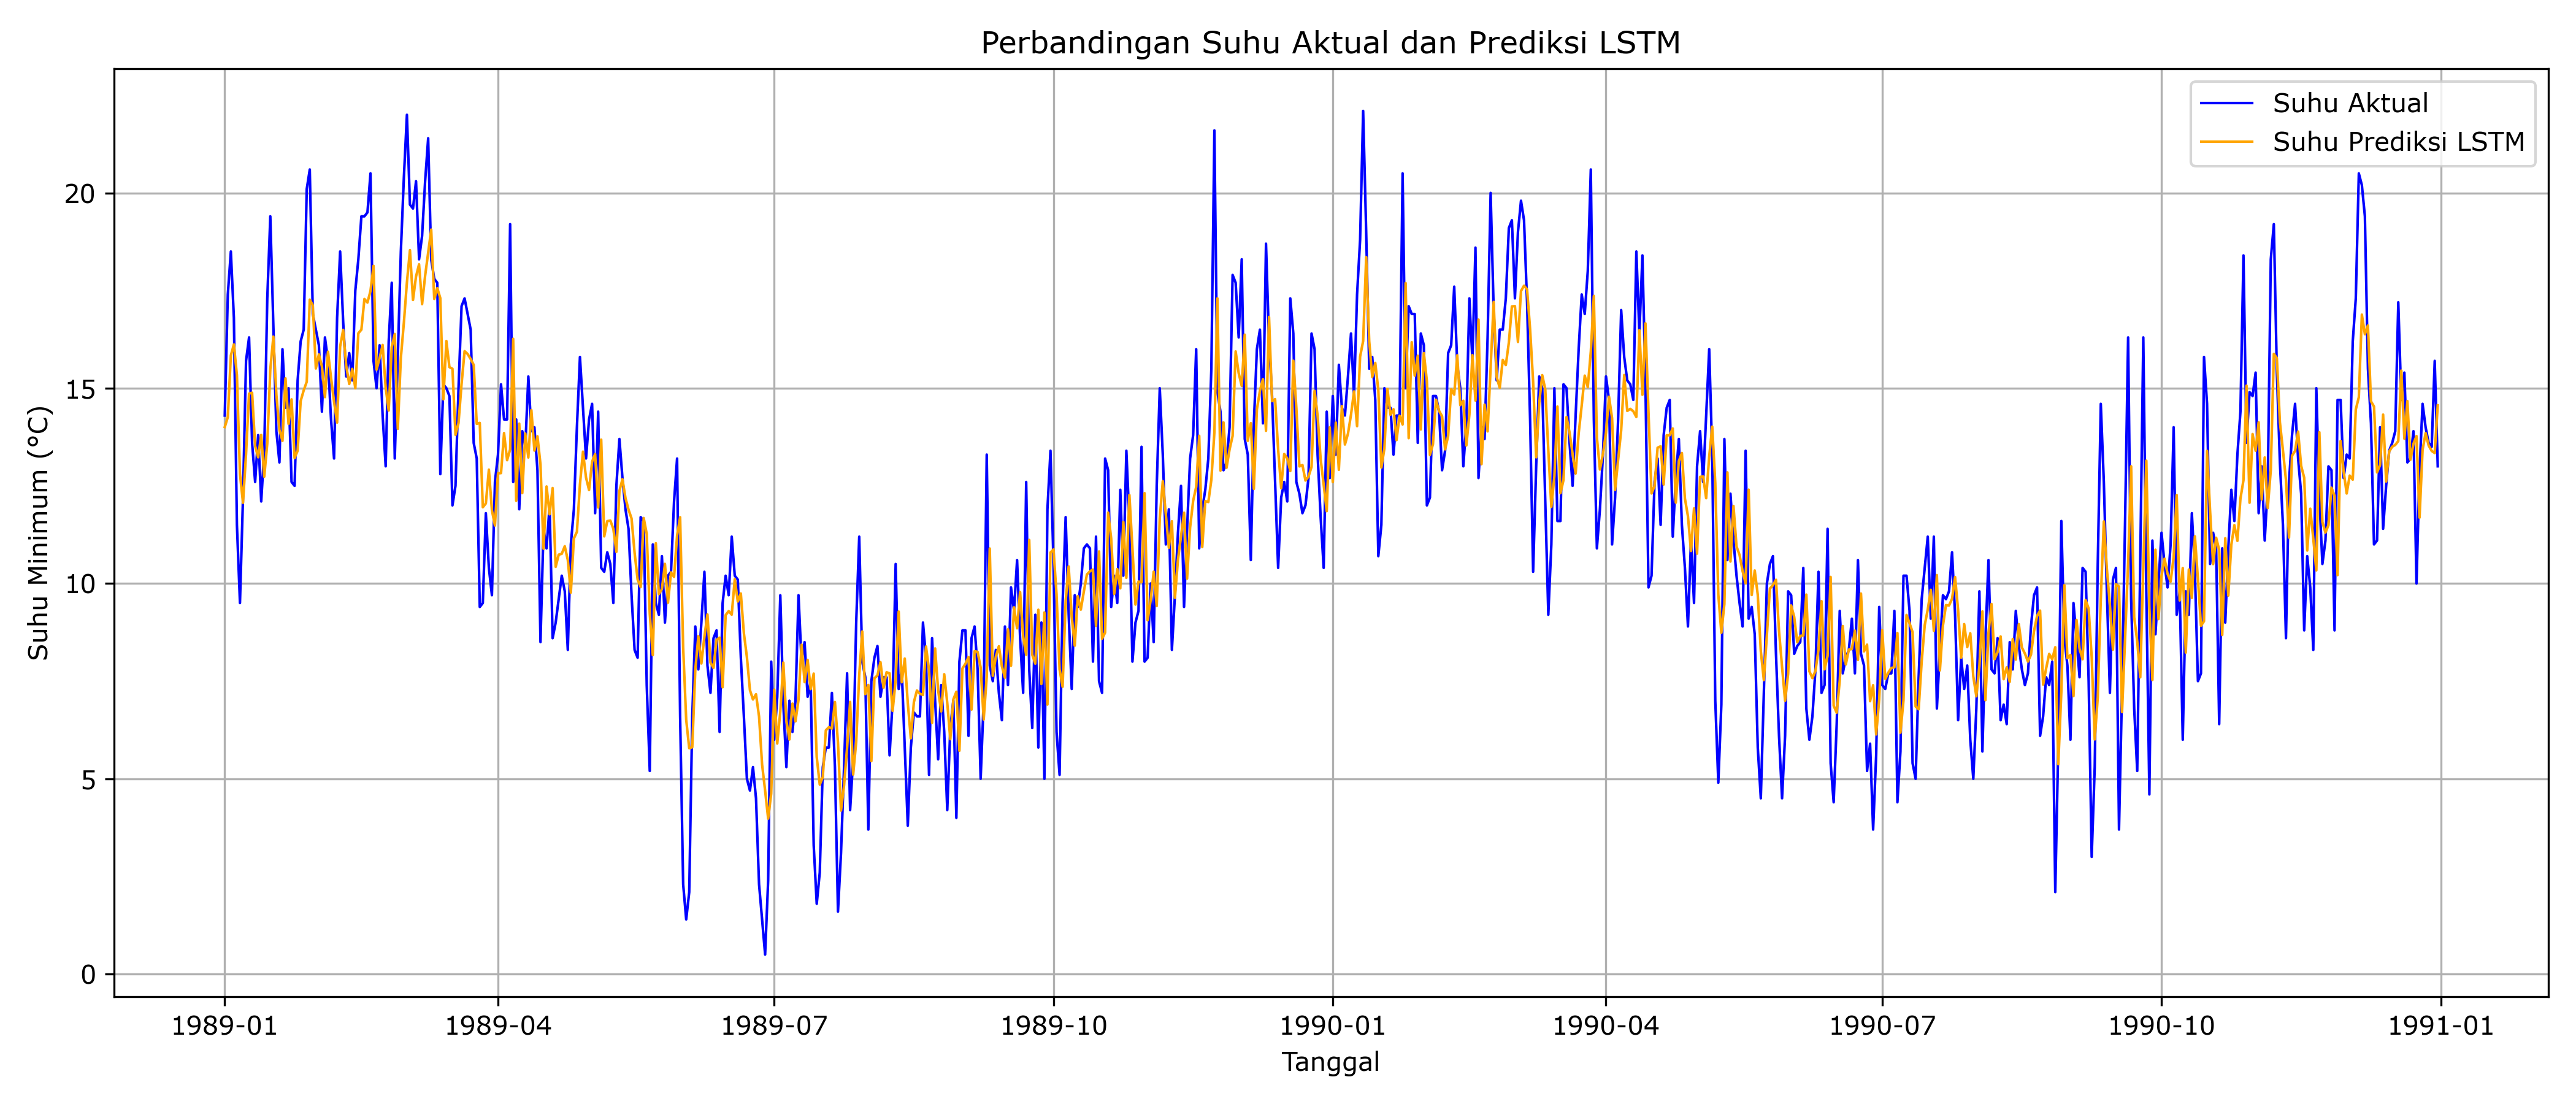 Perbandingan Suhu Aktual dan Prediksi LSTM
Suhu Aktual
Suhu Prediksi LSTM
Suhu Minimum (°C)
20
15
10
5
0
1989-01 1989-04 1989-07 1989-10 1990-01 1990-04 1990-07 1990-10 1991-01
Tanggal